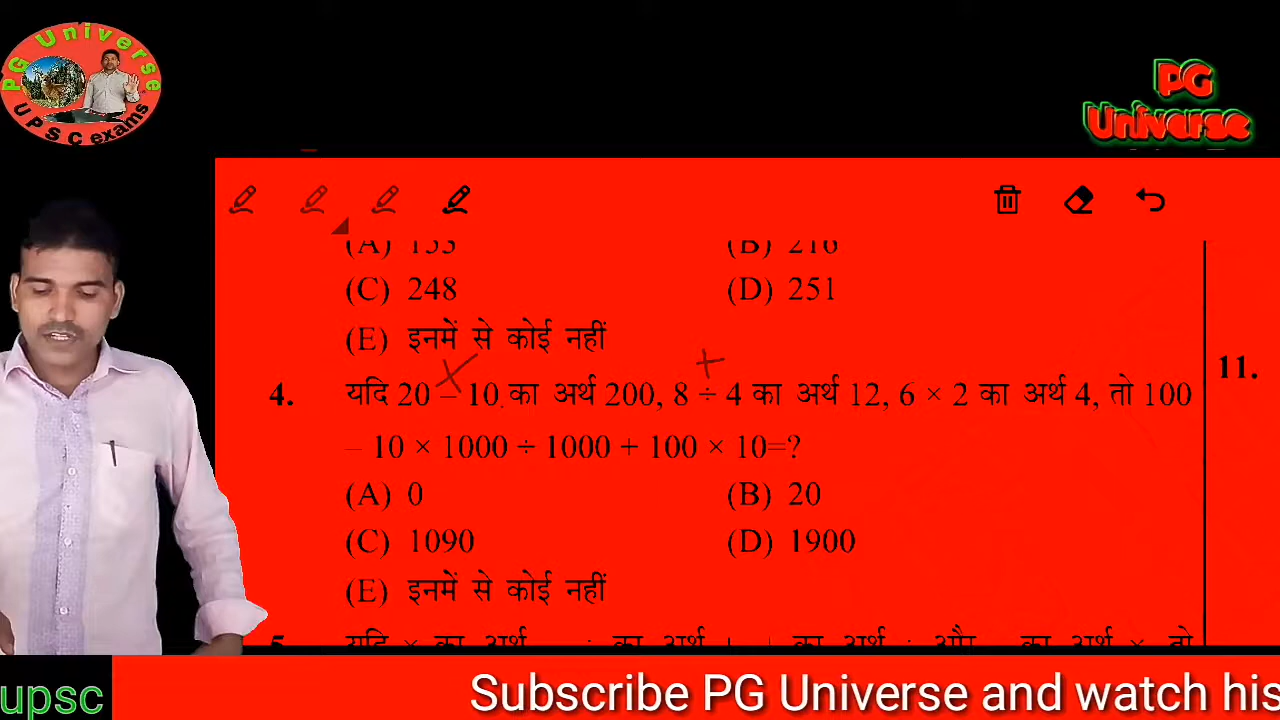 PG Universe
UPSC exams
PG
Universe
(A) 155 (B) 216
(C) 248 (D) 251
(E) इनमें से कोई नहीं
4. यदि 20 – 10 का अर्थ 200, 8 ÷ 4 का अर्थ 12, 6 × 2 का अर्थ 4, तो 100
– 10 × 1000 ÷ 1000 + 100 × 10=?
×
+
(A) 0 (B) 20
(C) 1090 (D) 1900
(E) इनमें से कोई नहीं
11.
upsc
Subscribe PG Universe and watch his